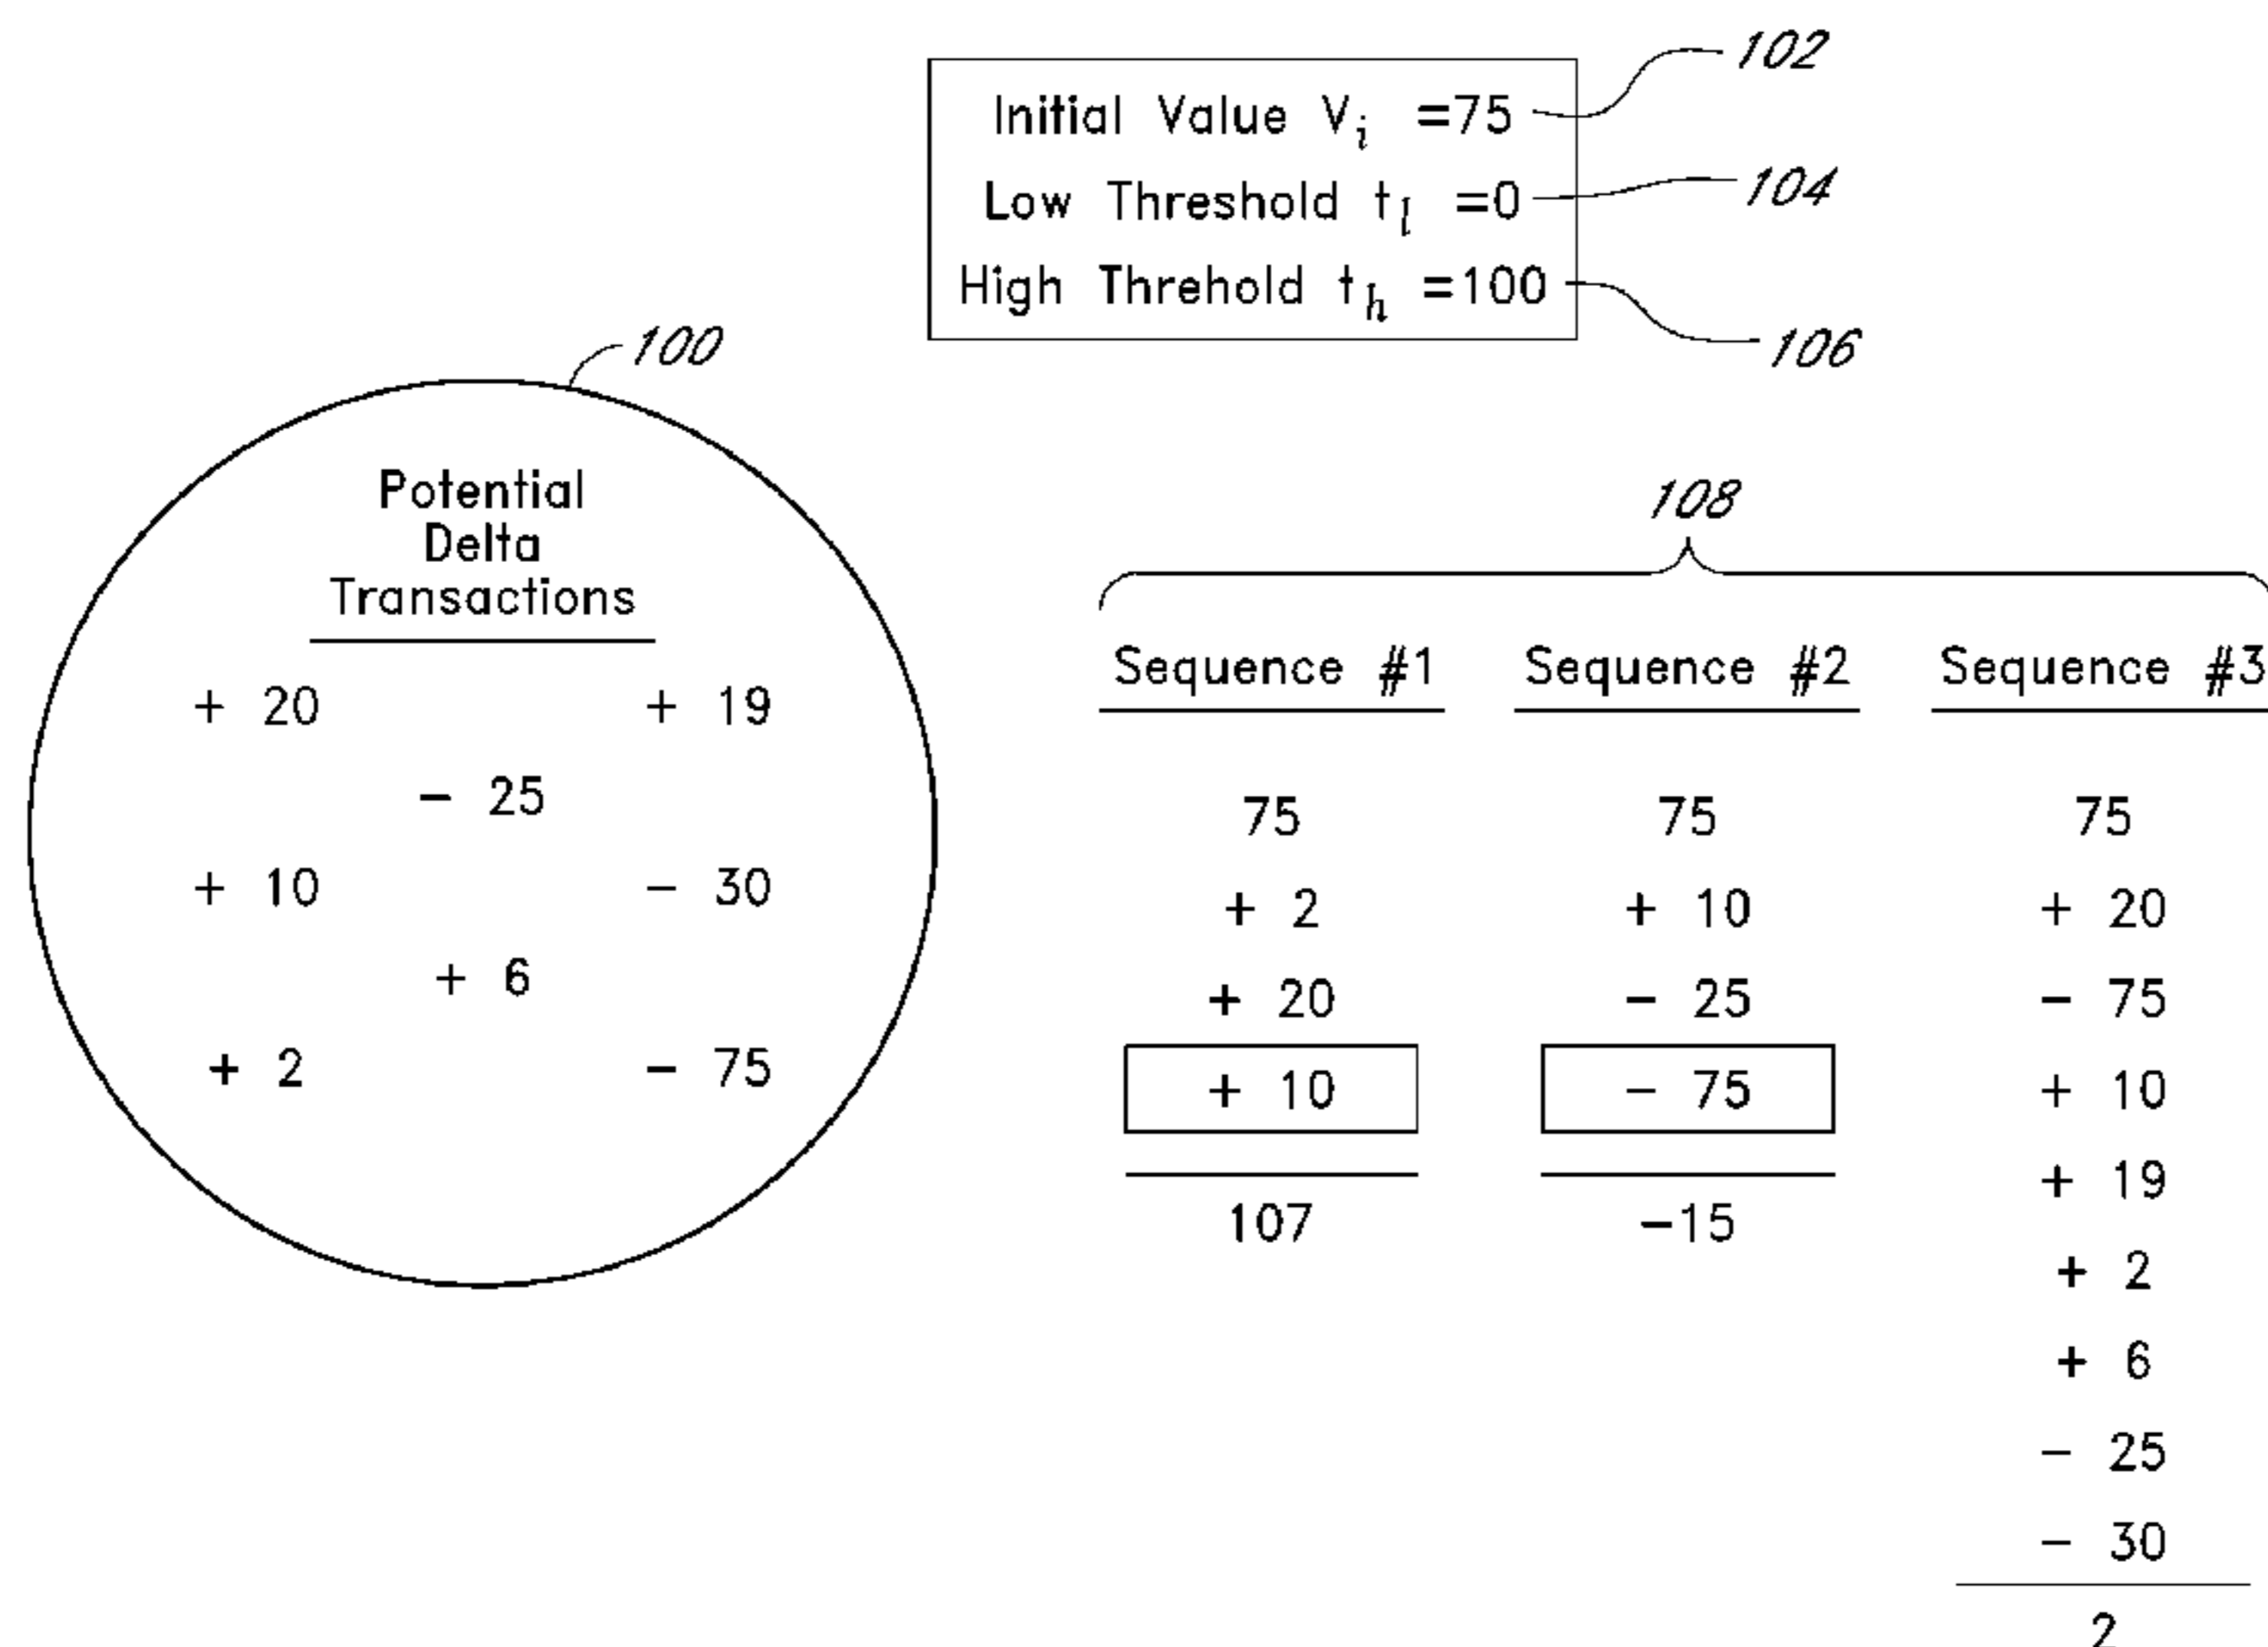 102
Initial Value Vi =75
104
Low Threshold tl =0
High Threhold th =100
106
100
Potential
Delta
Transactions
+ 20 + 19
- 25
+ 10 - 30
+ 6
+ 2 - 75
108
Sequence #1 Sequence #2 Sequence #3
75 75 75
+ 2 + 10 + 20
+ 20 - 25 - 75
+ 10 - 75 + 10
+ 19
107 -15
+ 2
+ 6
- 25
- 30
2